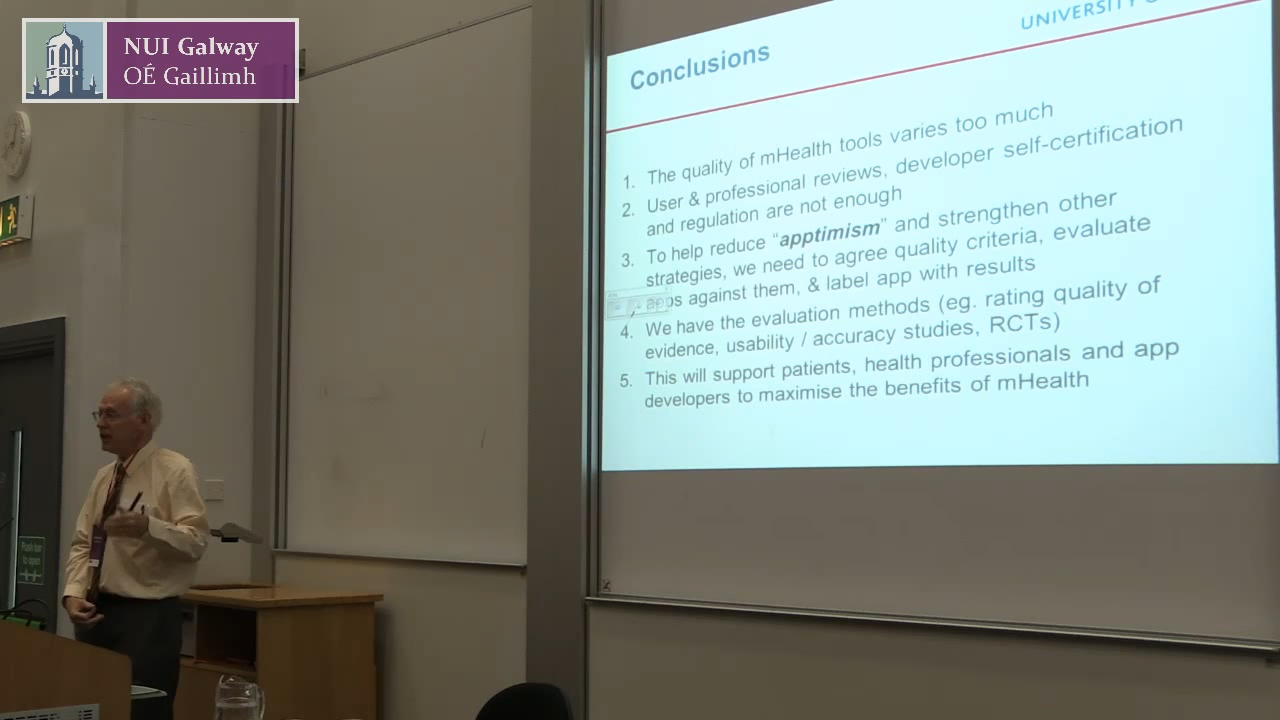 NUI Galway
OÉ Gaillimh
UNIVERSITY
Conclusions
1. The quality of mHealth tools varies too much
2. User & professional reviews, developer self-certification
and regulation are not enough
3. To help reduce “apptimism” and strengthen other
strategies, we need to agree quality criteria, evaluate
apps against them, & label app with results
4. We have the evaluation methods (eg. rating quality of
evidence, usability / accuracy studies, RCTs)
5. This will support patients, health professionals and app
developers to maximise the benefits of mHealth
Push bar
to open